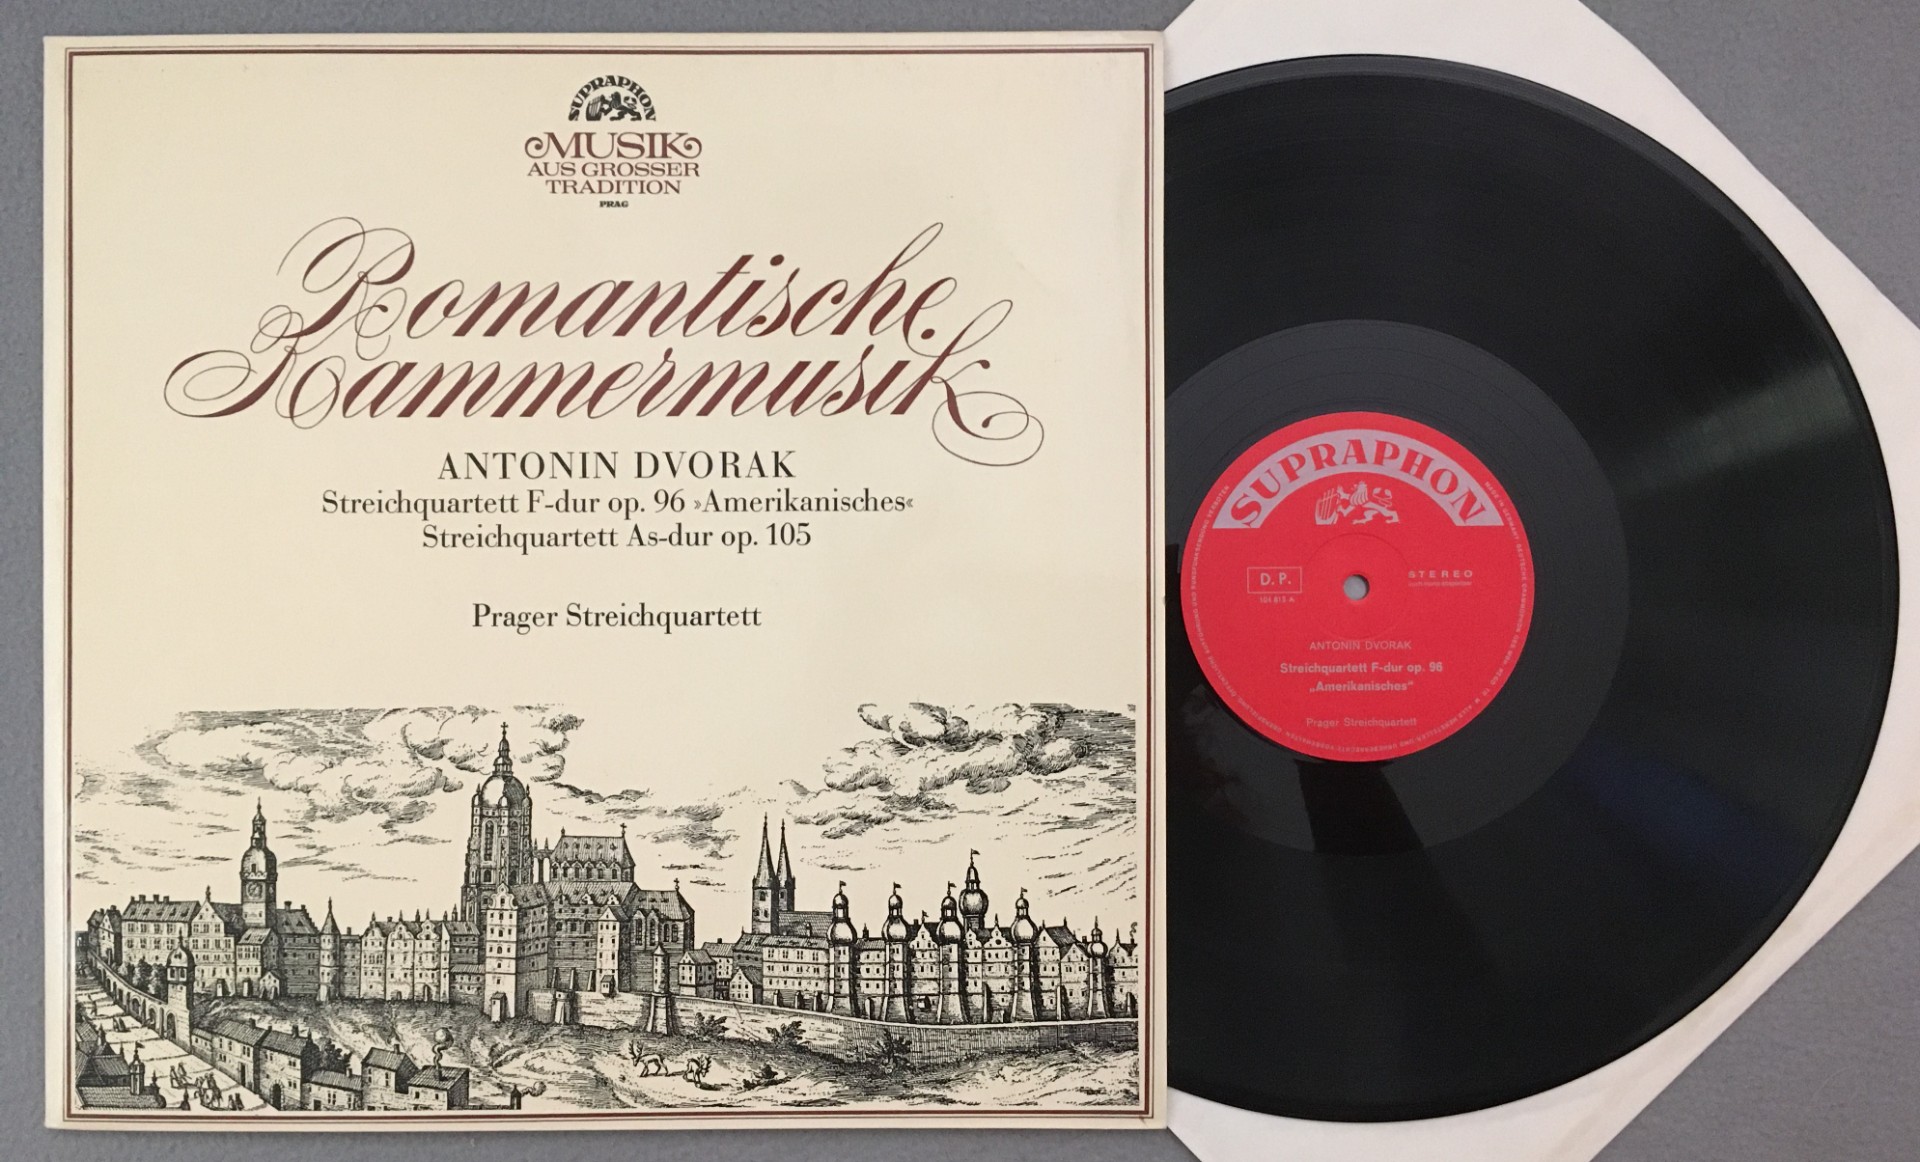 SUPRAPHON
MUSIK
AUS GROSSER
TRADITION
PRAG
Romantische
Kammermusik
ANTONIN DVORAK
Streichquartett F-dur op. 96 »Amerikanisches«
Streichquartett As-dur op. 105
Prager Streichquartett
SUPRAPHON
D. P.
STEREO
ANTONIN DVORAK
Streichquartett F-dur op. 96
„Amerikanisches“
Prager Streichquartett